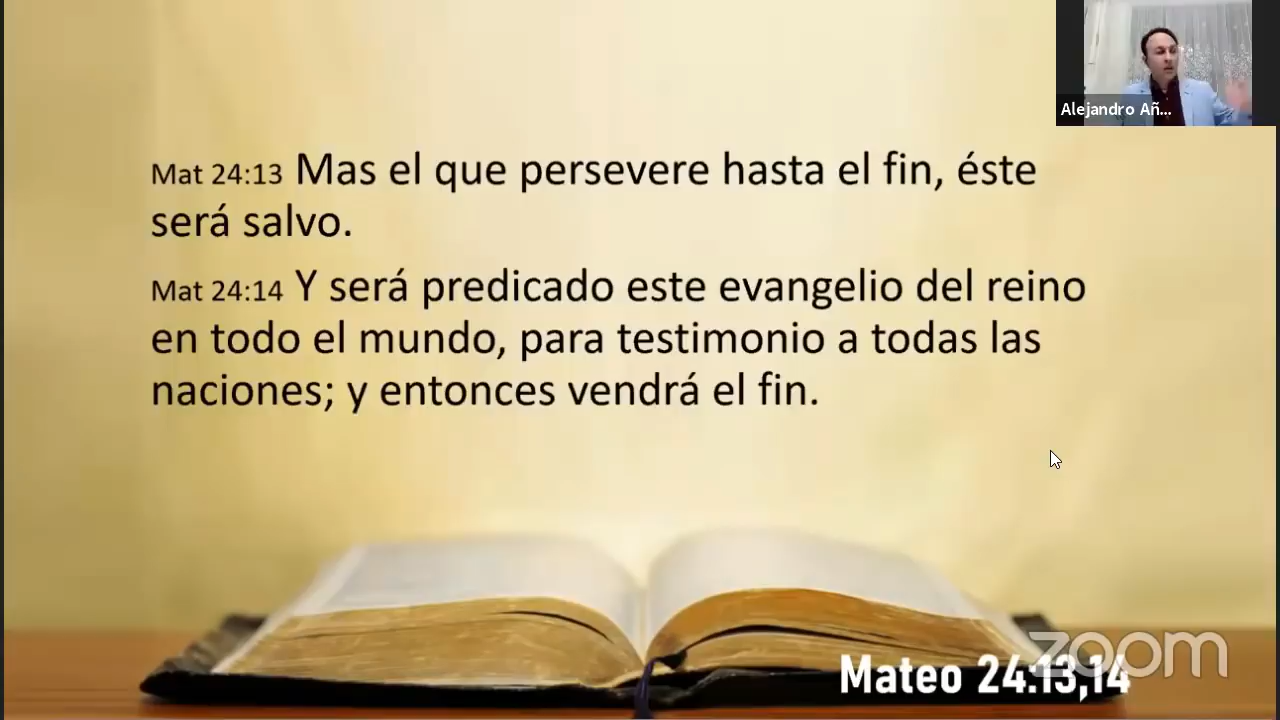 Alejandro Añ...
Mat 24:13 Mas el que persevere hasta el fin, éste
será salvo.
Mat 24:14 Y será predicado este evangelio del reino
en todo el mundo, para testimonio a todas las
naciones; y entonces vendrá el fin.
zoom
Mateo 24:13,14